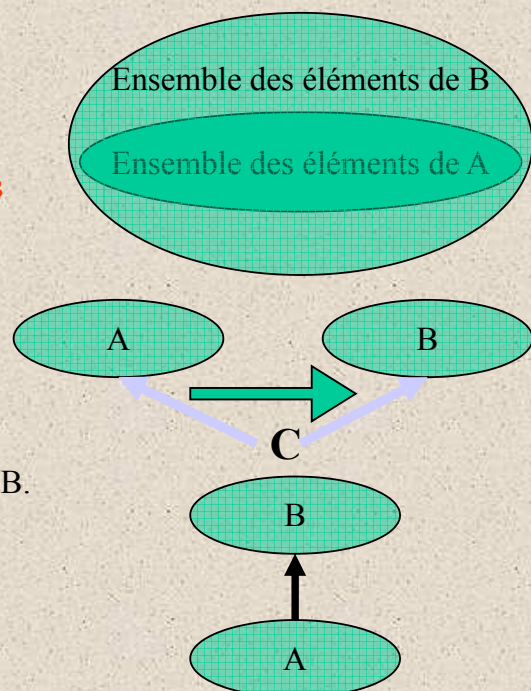 Ensemble des éléments de B
Ensemble des éléments de A
A
B
C
B.
B
A